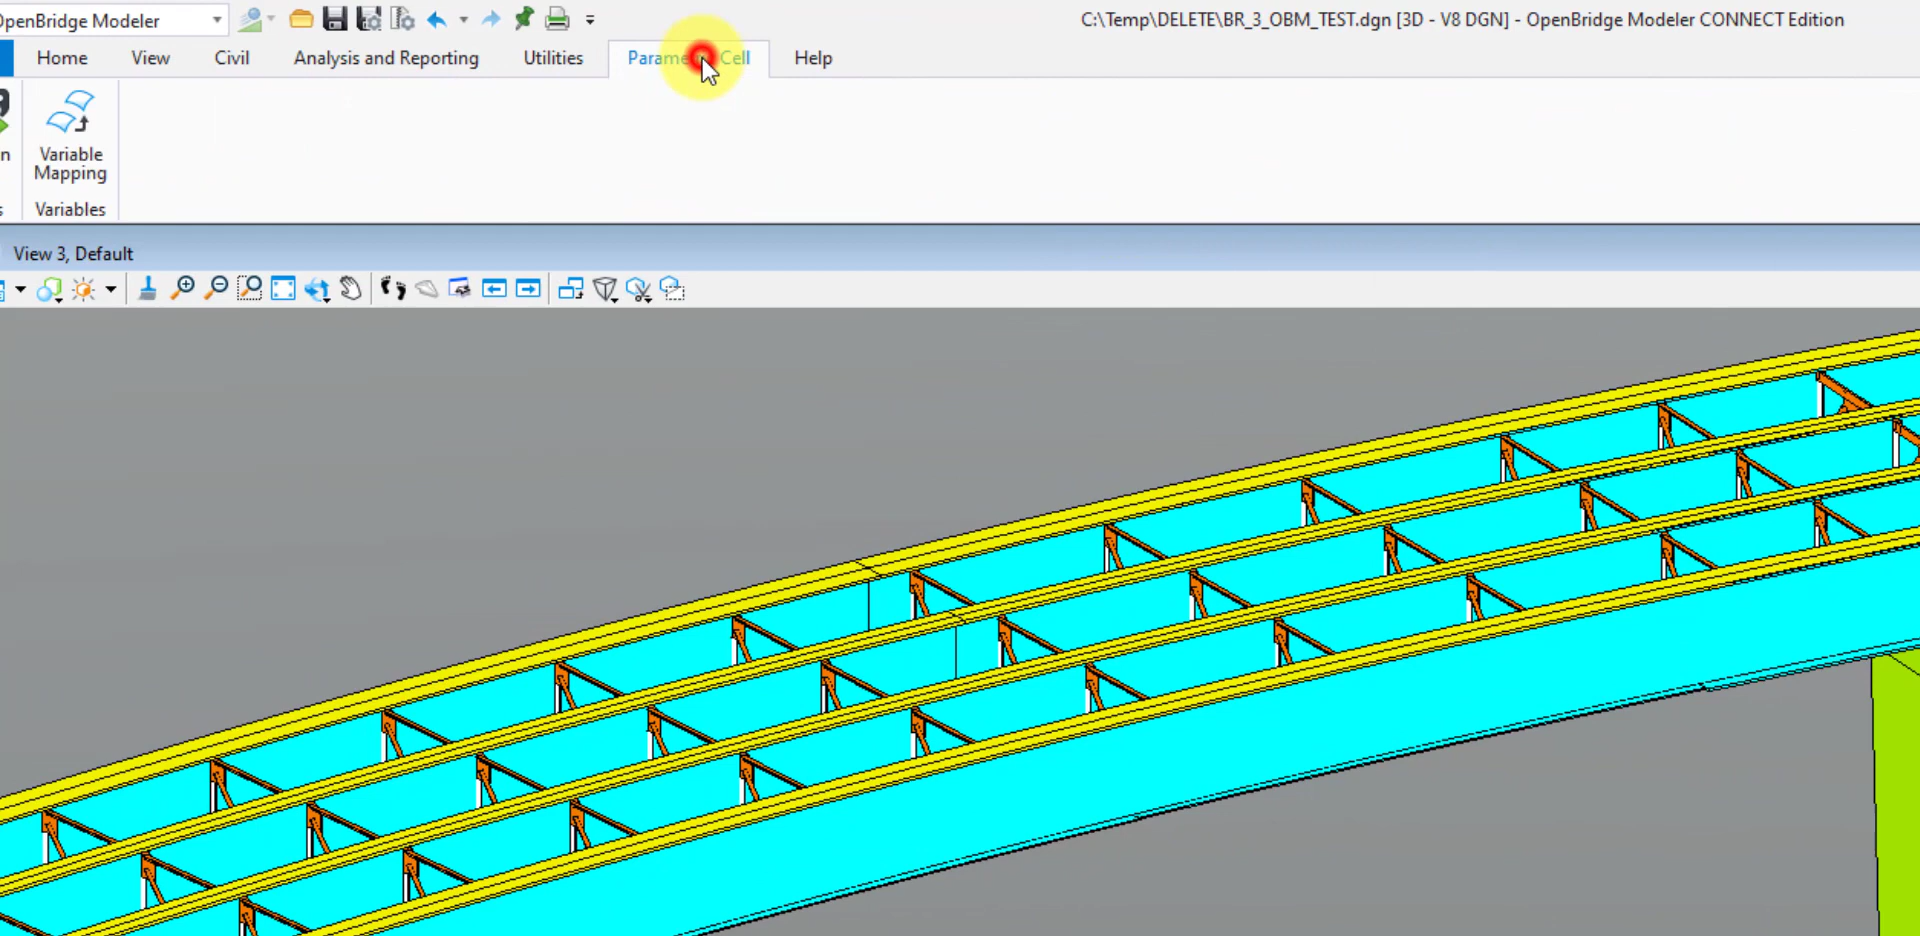 OpenBridge Modeler
C:\Temp\DELETE\BR_3_OBM_TEST.dgn [3D - V8 DGN] - OpenBridge Modeler CONNECT Edition
Home View Civil Analysis and Reporting Utilities Cell Help
Variable
Mapping
Variables
View 3, Default